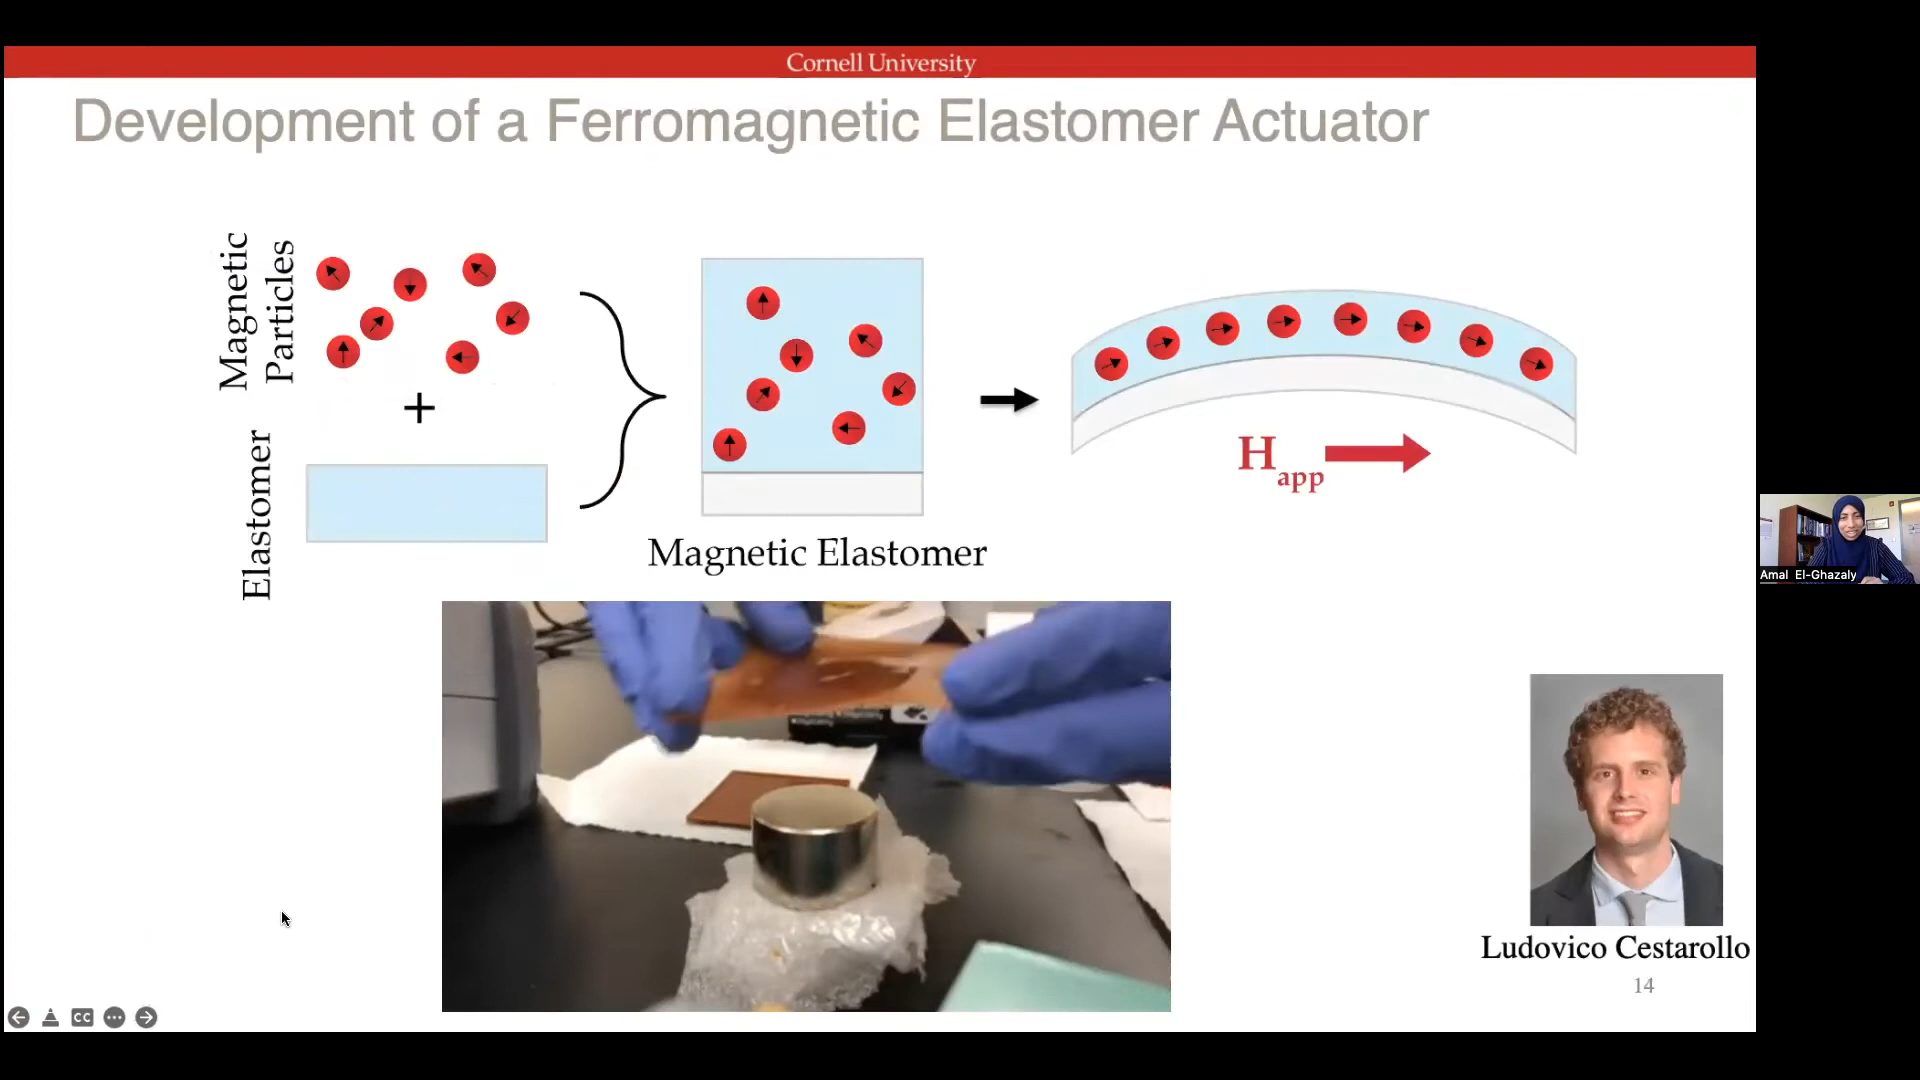 Cornell University
Development of a Ferromagnetic Elastomer Actuator
Magnetic
Particles
+
Elastomer
Magnetic Elastomer
H app
Ludovico Cestarollo
14
Amal El-Ghazaly
CC